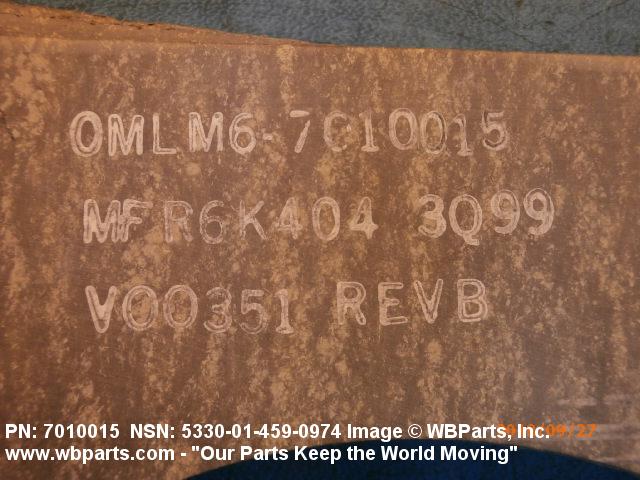 OMLM6-7010015
MFR6K404 3Q99
V00351 REVB
PN: 7010015 NSN: 5330-01-459-0974 Image © WBParts, Inc.
www.wbparts.com - "Our Parts Keep the World Moving"